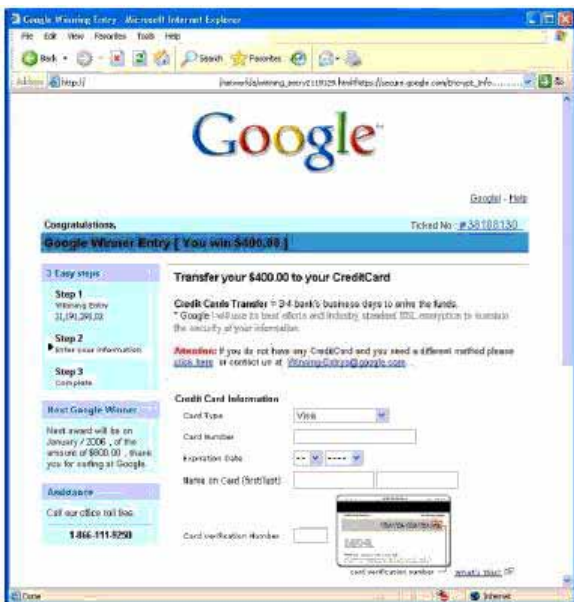 Google Winning Entry - Microsoft Internet Explorer
File Edit View Favorites Tools Help
Back Search Favorites
Address http://
Google
Google! - Help
Congratulations, Ticked No : #38108130
Google Winner Entry [ You win $400.00 ]
3 Easy steps
Step 1
Winning Entry
Step 2
Enter your information
Step 3
Complete
Next Google Winner
Next award will be on
January / 2006 , of the
amount of $800.00 , thank
you for at Google
Assistance
Call our office toll free
1-866-111-9250
Transfer your $400.00 to your CreditCard
Credit Cards Transfer = 3-4 bank's business days to arrive the funds.
* Google ! will use its best efforts and industry standard SSL encryption to maintain
the security of your information.
Attention: If you do not have any CreditCard and you need a different method please
click here or contact us at Winning-Entrys@google.com
Credit Card Information
Card Type Visa
Card Number
Expiration Date -- ----
Name on Card (first/last)
Card verification Number
card verification number what's this?
Done Internet